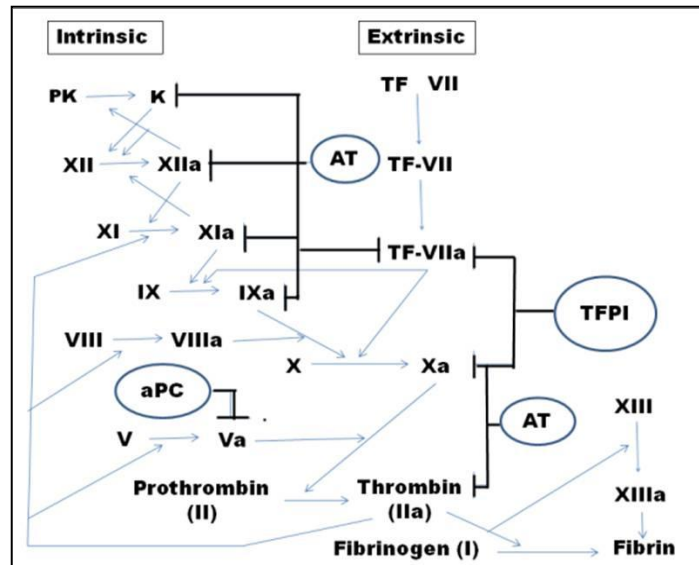 Intrinsic Extrinsic
PK K TF VII
XII XIIa AT TF-VII
XI XIa TF-VIIa
IX IXa
TFPI
VIII VIIIa
X Xa
aPC
AT XIII
V Va
Prothrombin Thrombin XIIIa
(II) (IIa)
Fibrinogen (I) Fibrin